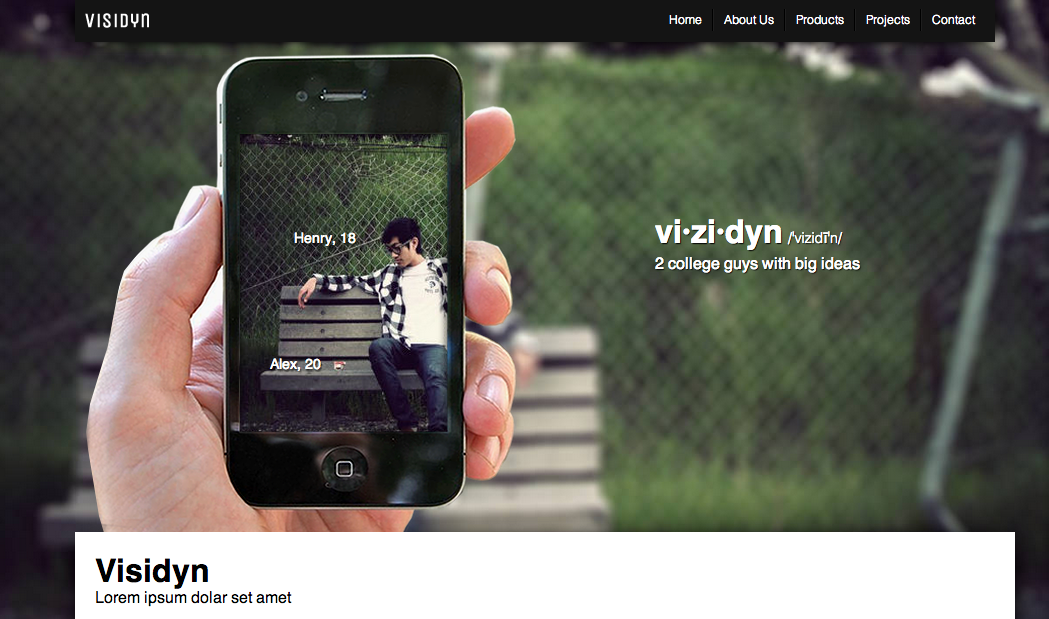 VISIDYN
Home
About Us
Products
Projects
Contact
Henry, 18
Alex, 20
vi·zi·dyn /'vizidī'n/
2 college guys with big ideas
Visidyn
Lorem ipsum dolar set amet